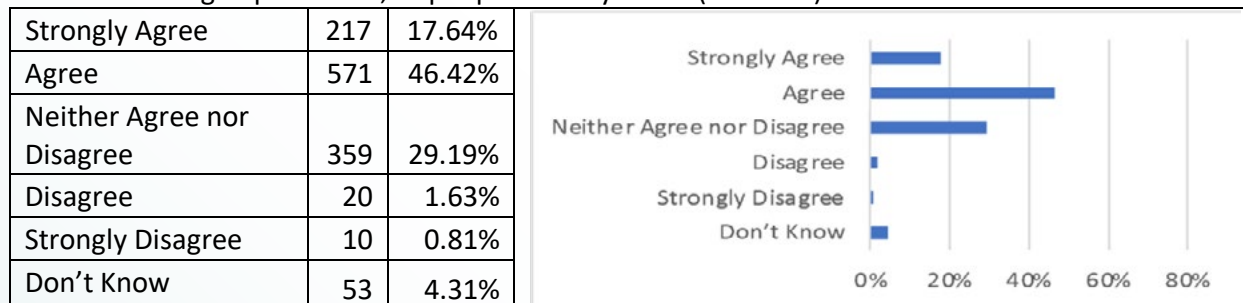 Strongly Agree 217 17.64%
Agree 571 46.42%
Neither Agree nor
Disagree 359 29.19%
Disagree 20 1.63%
Strongly Disagree 10 0.81%
Don't Know 53 4.31%
Strongly Agree
Agree
Neither Agree nor Disagree
Disagree
Strongly Disagree
Don't Know
0% 20% 40% 60% 80%